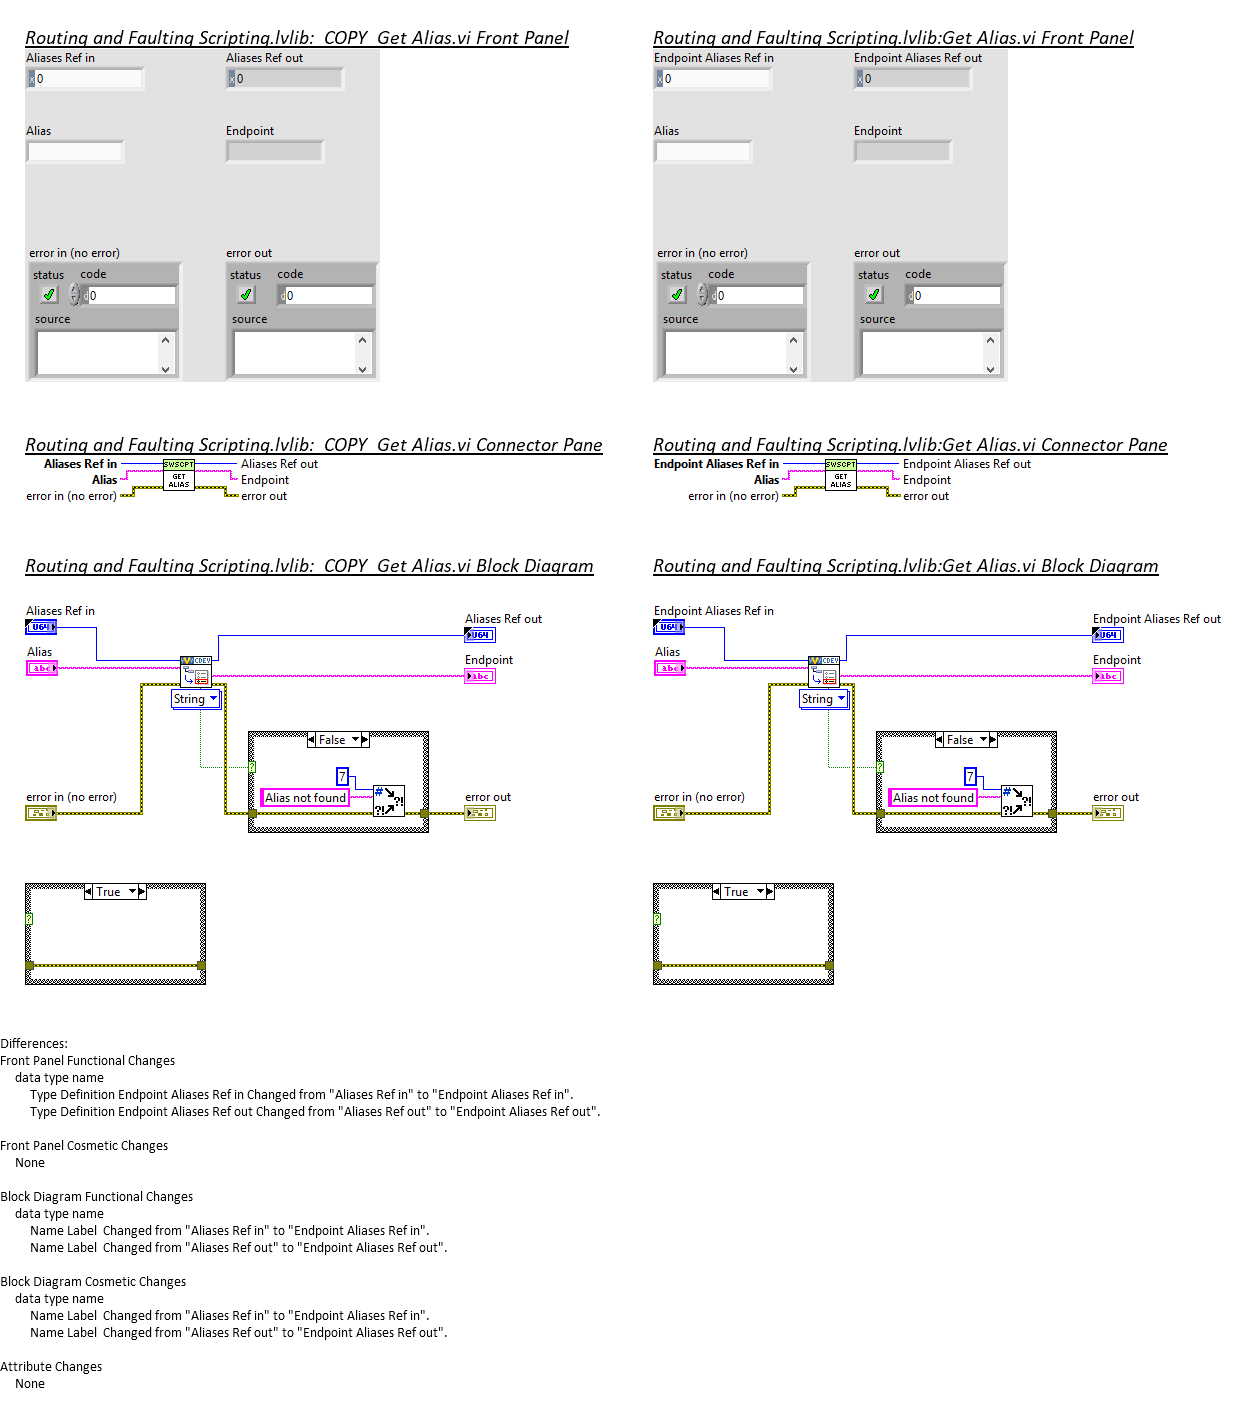 Routing and Faulting Scripting.lvlib:_COPY_Get Alias.vi Front Panel
Aliases Ref in
Aliases Ref out
x 0
x 0
Alias
Endpoint
error in (no error)
error out
status code
status code
d 0
d 0
source
source
Routing and Faulting Scripting.lvlib:Get Alias.vi Front Panel
Endpoint Aliases Ref in
Endpoint Aliases Ref out
x 0
x 0
Alias
Endpoint
error in (no error)
error out
status code
status code
d 0
d 0
source
source
Routing and Faulting Scripting.lvlib:_COPY_Get Alias.vi Connector Pane
Aliases Ref in
SWSCPT
Aliases Ref out
Alias
GET
ALIAS
Endpoint
error in (no error)
error out
Routing and Faulting Scripting.lvlib:Get Alias.vi Connector Pane
Endpoint Aliases Ref in
SWSCPT
Endpoint Aliases Ref out
Alias
GET
ALIAS
Endpoint
error in (no error)
error out
Routing and Faulting Scripting.lvlib:_COPY_Get Alias.vi Block Diagram
Aliases Ref in
U64
Aliases Ref out
U64
Alias
abc
CDEV
Endpoint
abc
String
False
?
7
Alias not found
# ?!
?!
error in (no error)
error out
True
?
Routing and Faulting Scripting.lvlib:Get Alias.vi Block Diagram
Endpoint Aliases Ref in
U64
Endpoint Aliases Ref out
U64
Alias
abc
CDEV
Endpoint
abc
String
False
?
7
Alias not found
# ?!
?!
error in (no error)
error out
True
?
Differences:
Front Panel Functional Changes
data type name
Type Definition Endpoint Aliases Ref in Changed from "Aliases Ref in" to "Endpoint Aliases Ref in".
Type Definition Endpoint Aliases Ref out Changed from "Aliases Ref out" to "Endpoint Aliases Ref out".
Front Panel Cosmetic Changes
None
Block Diagram Functional Changes
data type name
Name Label  Changed from "Aliases Ref in" to "Endpoint Aliases Ref in".
Name Label  Changed from "Aliases Ref out" to "Endpoint Aliases Ref out".
Block Diagram Cosmetic Changes
data type name
Name Label  Changed from "Aliases Ref in" to "Endpoint Aliases Ref in".
Name Label  Changed from "Aliases Ref out" to "Endpoint Aliases Ref out".
Attribute Changes
None